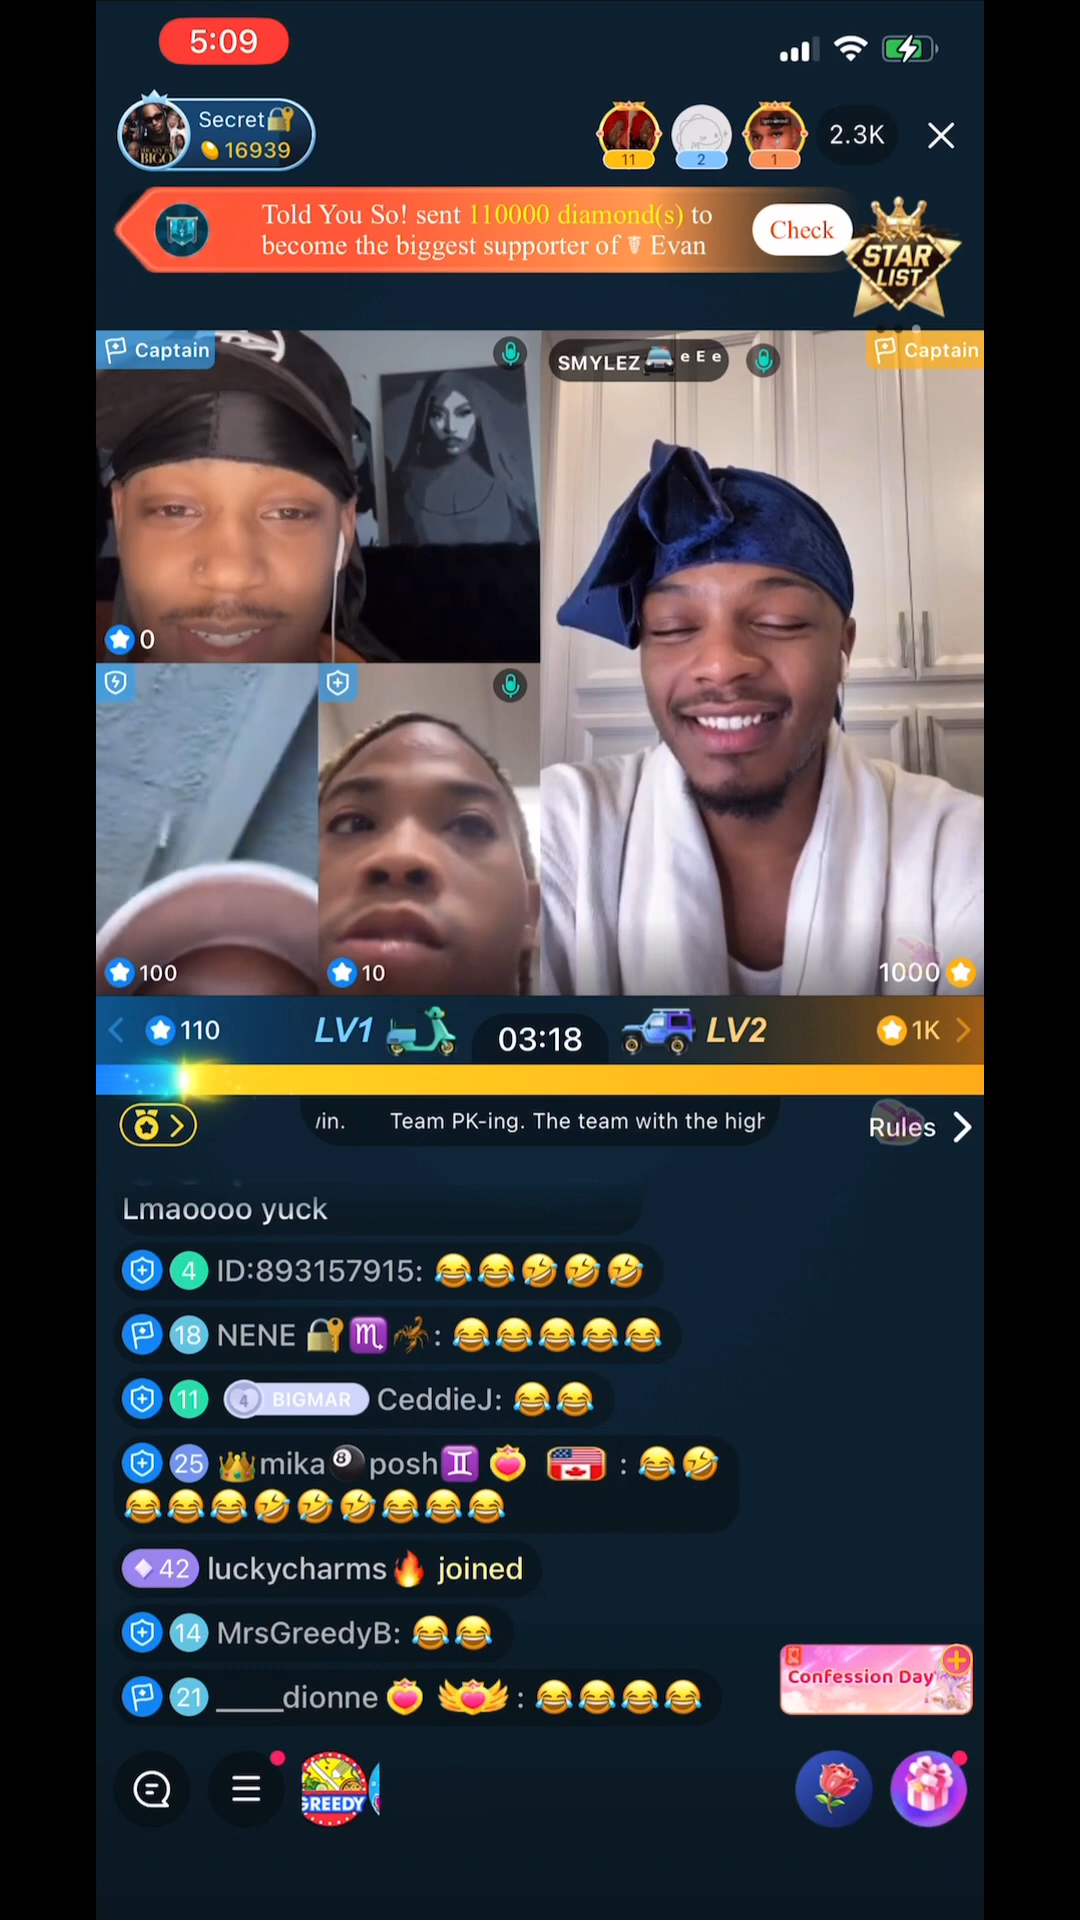 5:09
Secret
16939
BIGO
11
2
1
2.3K
Told You So! sent 110000 diamond(s) to
become the biggest supporter of Evan
Check
STAR
LIST
Captain
SMYLEZ e E e
Captain
0
100
10
1000
110
LV1
03:18
LV2
1K
in. Team PK-ing. The team with the high
Rules
Lmaoooo yuck
4 ID:893157915: 😂😂🤣🤣🤣
18 NENE 🔐♏🦂: 😂😂😂😂😂
11 4 BIGMAR CeddieJ: 😂😂
25 👑mika🎱posh♊ : 😂🤣
😂😂😂🤣🤣🤣😂😂😂
42 luckycharms🔥 joined
14 MrsGreedyB: 😂😂
21 ____dionne : 😂😂😂😂
Confession Day
GREEDY